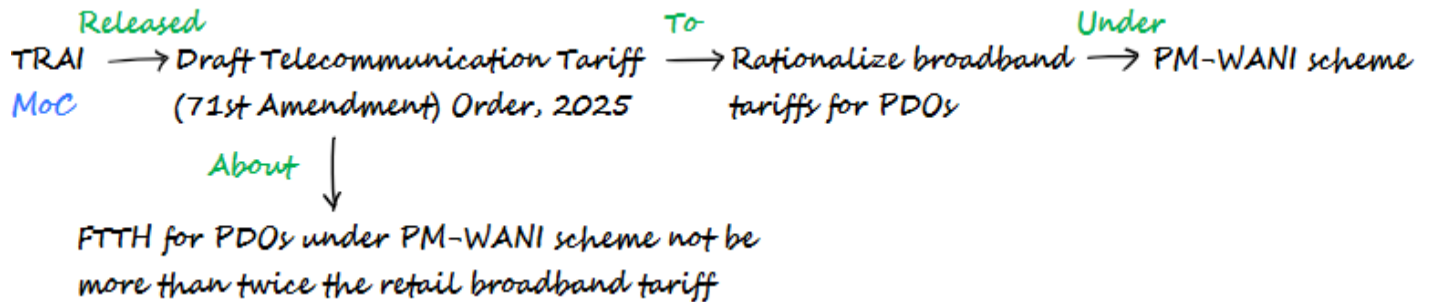 Released To Under
TRAI → Draft Telecommunication Tariff → Rationalize broadband → PM-WANI scheme
MoC (71st Amendment) Order, 2025 tariffs for PDOs
About
FTTH for PDOs under PM-WANI scheme not be
more than twice the retail broadband tariff